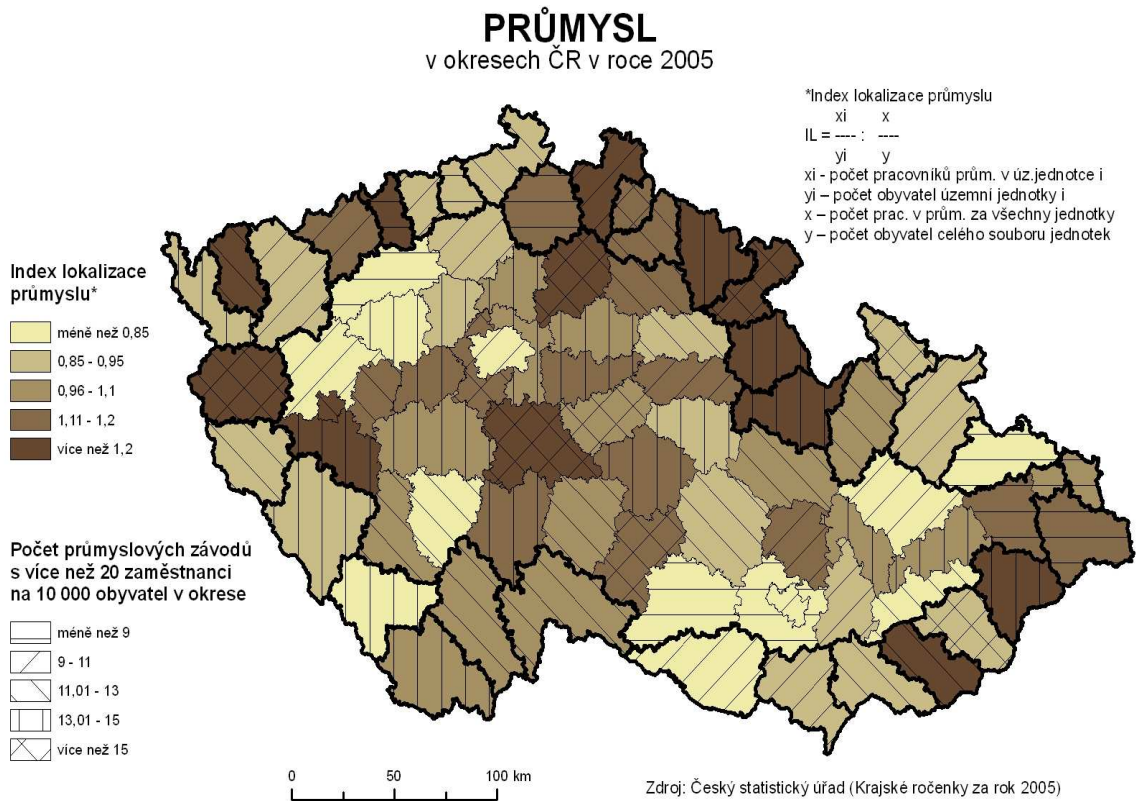 PRŮMYSL
v okresech ČR v roce 2005
*Index lokalizace průmyslu
xi x
IL = ---- : ----
yi y
xi - počet pracovníků prům. v úz.jednotce i
yi – počet obyvatel územní jednotky i
x – počet prac. v prům. za všechny jednotky
y – počet obyvatel celého souboru jednotek
Index lokalizace
průmyslu*
méně než 0,85
0,85 - 0,95
0,96 - 1,1
1,11 - 1,2
více než 1,2
Počet průmyslových závodů
s více než 20 zaměstnanci
na 10 000 obyvatel v okrese
méně než 9
9 - 11
11,01 - 13
13,01 - 15
více než 15
0 50 100 km
Zdroj: Český statistický úřad (Krajské ročenky za rok 2005)